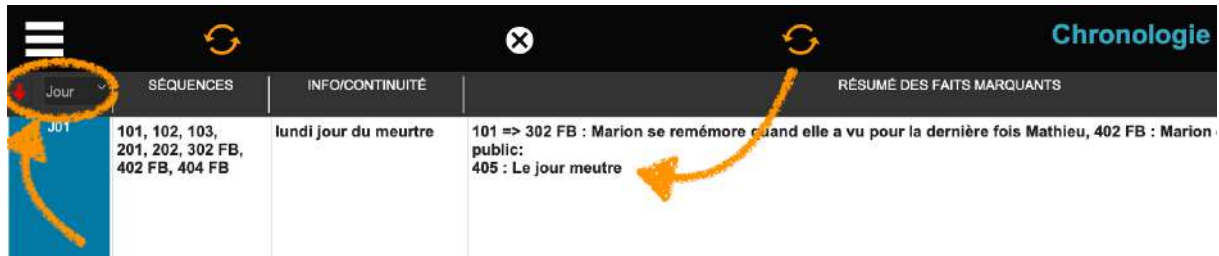 Chronologie
Jour
SÉQUENCES
INFO/CONTINUITÉ
RÉSUMÉ DES FAITS MARQUANTS
J01
101, 102, 103,
201, 202, 302 FB,
402 FB, 404 FB
lundi jour du meurtre
101 => 302 FB : Marion se remémore quand elle a vu pour la dernière fois Mathieu, 402 FB : Marion
public:
405 : Le jour meutre